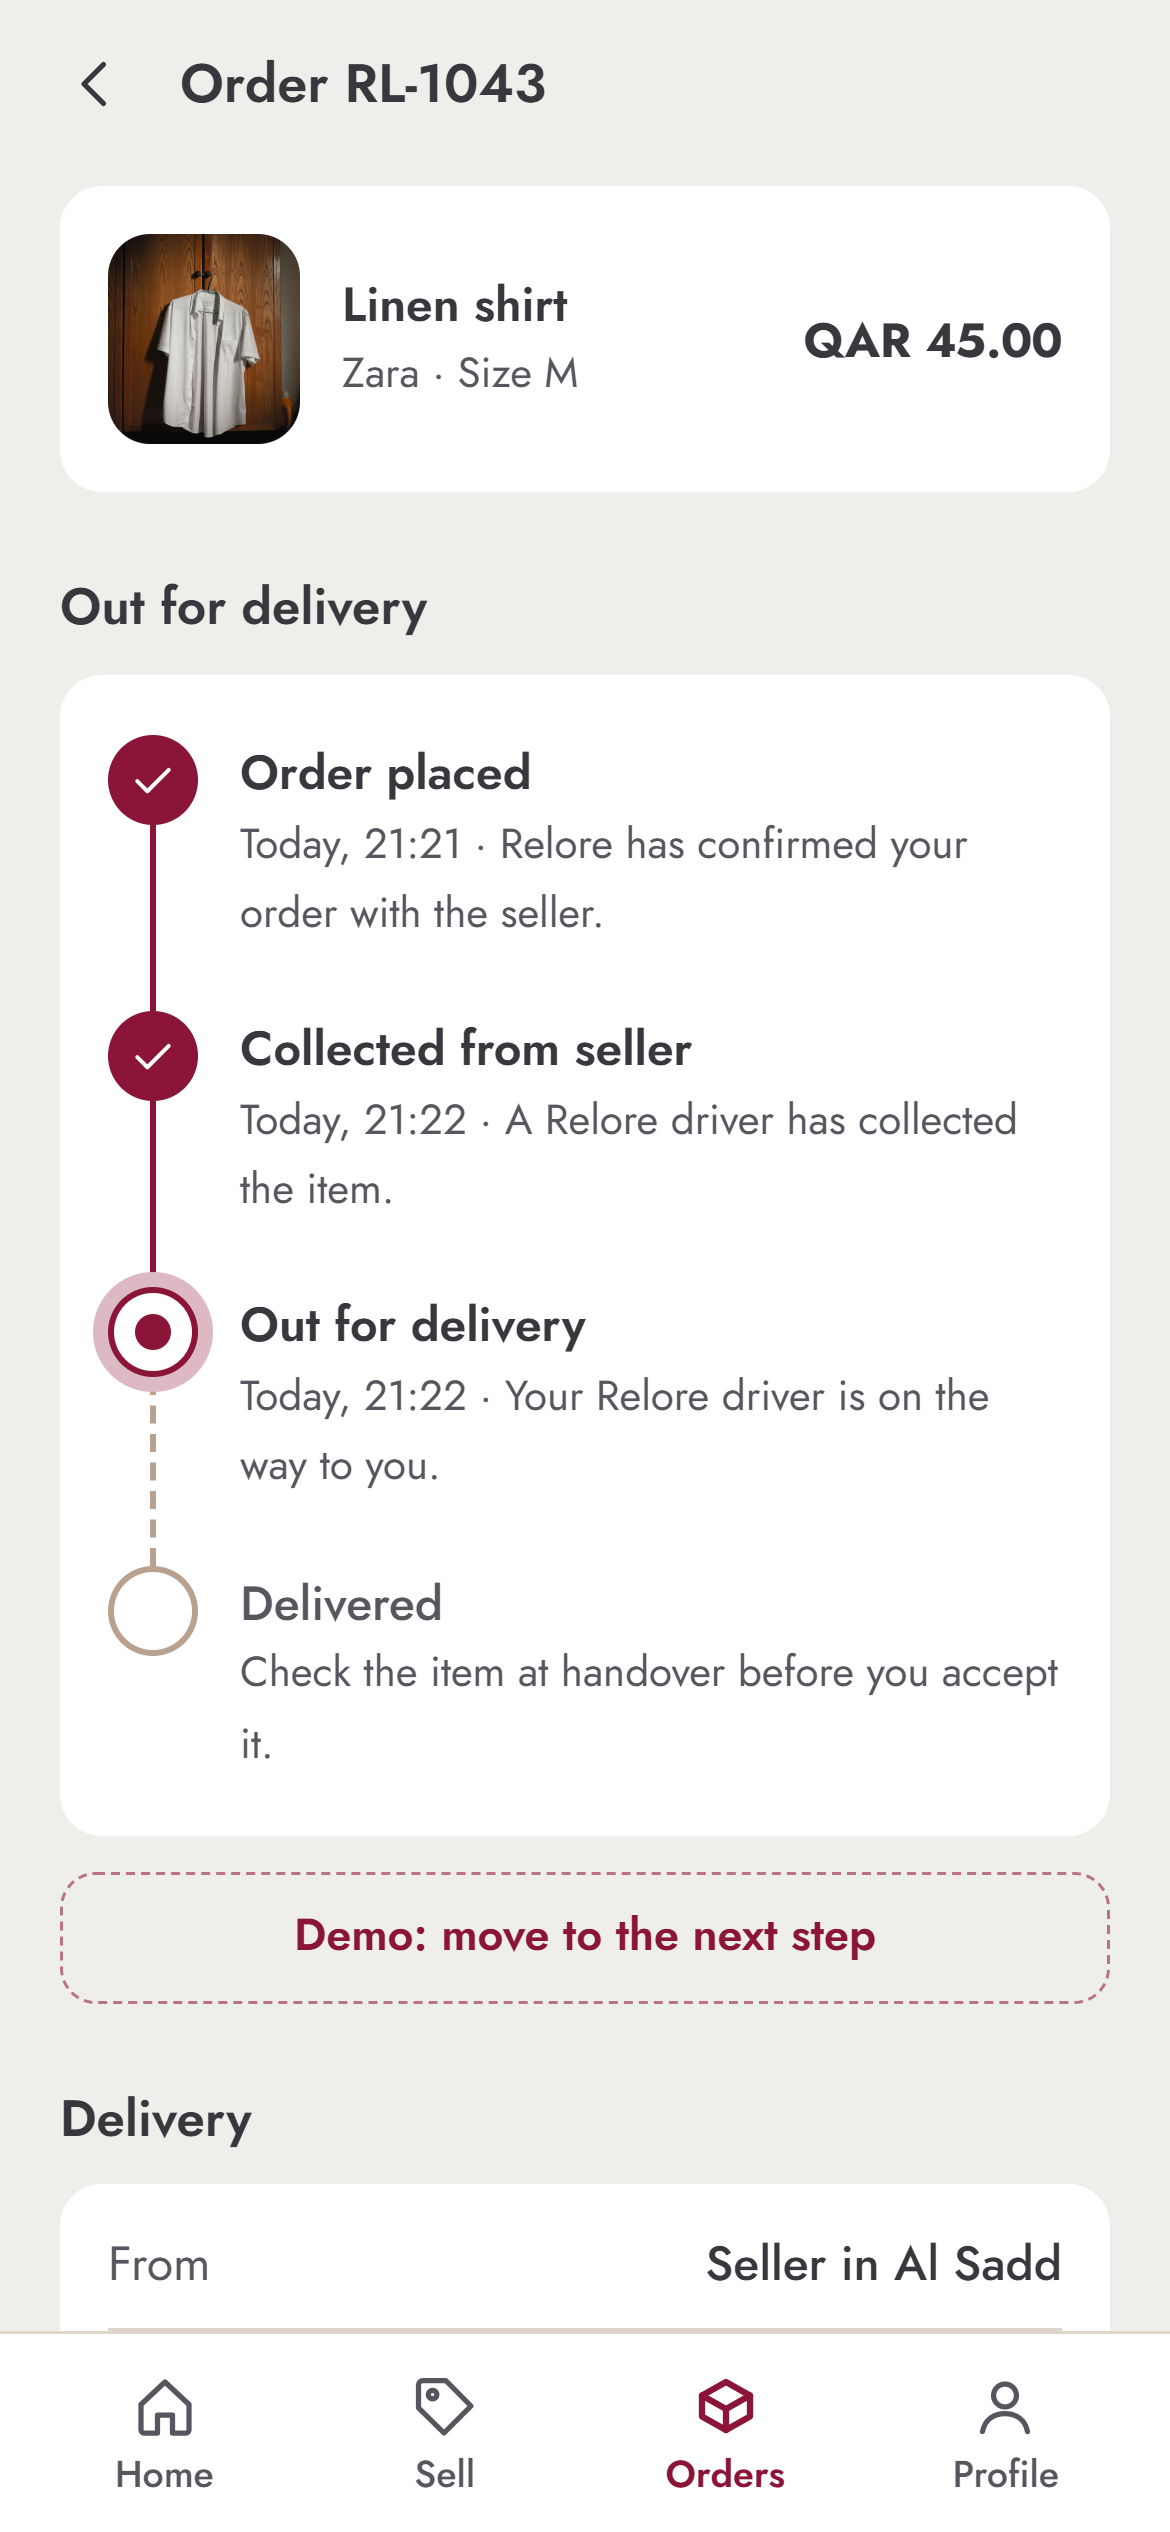 Order RL-1043
Linen shirt
Zara · Size M
QAR 45.00
Out for delivery
Order placed
Today, 21:21 · Relore has confirmed your
order with the seller.
Collected from seller
Today, 21:22 · A Relore driver has collected
the item.
Out for delivery
Today, 21:22 · Your Relore driver is on the
way to you.
Delivered
Check the item at handover before you accept
it.
Demo: move to the next step
Delivery
From
Seller in Al Sadd
Home
Sell
Orders
Profile